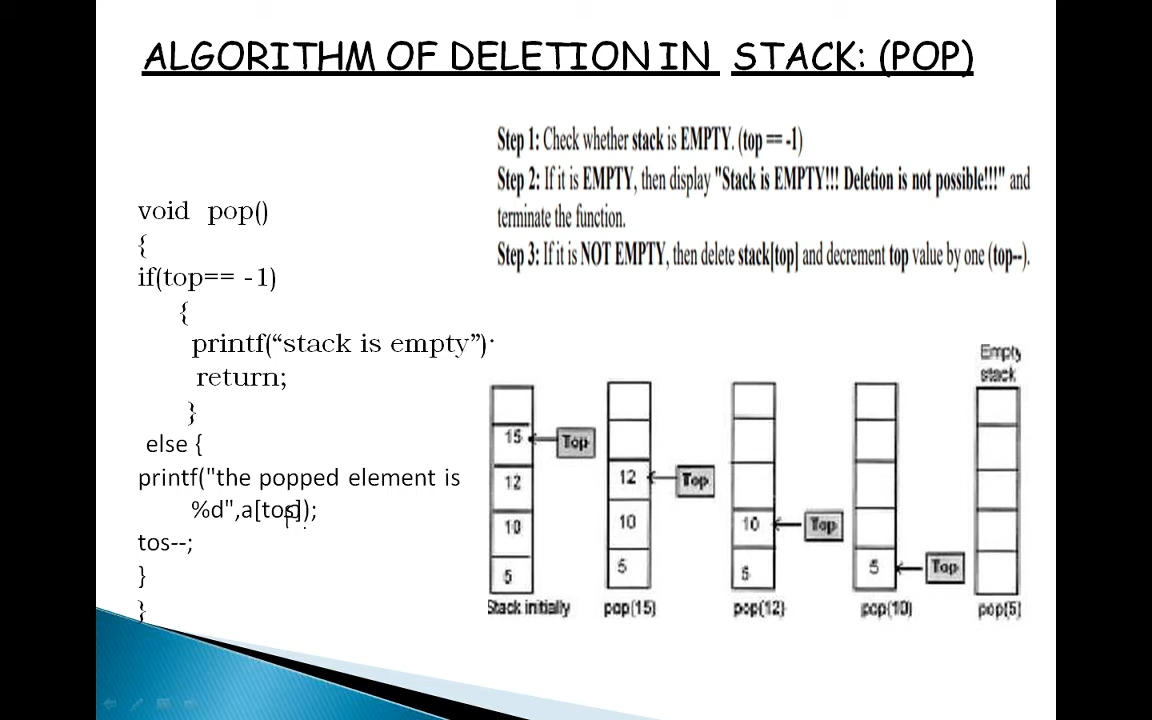 ALGORITHM OF DELETION IN STACK: (POP)
Step 1: Check whether stack is EMPTY. (top == -1)
Step 2: If it is EMPTY, then display "Stack is EMPTY!!! Deletion is not possible!!!" and
terminate the function.
Step 3: If it is NOT EMPTY, then delete stack[top] and decrement top value by one (top--).
void pop()
{
if(top== -1)
{
printf(“stack is empty”);
return;
}
else {
printf("the popped element is
%d",a[tos]);
tos--;
}
}
Empty
stack
15
Top
12
12
Top
10
10
10
Top
5
5
5
5
Top
Stack initially
pop(15)
pop(12)
pop(10)
pop(5)